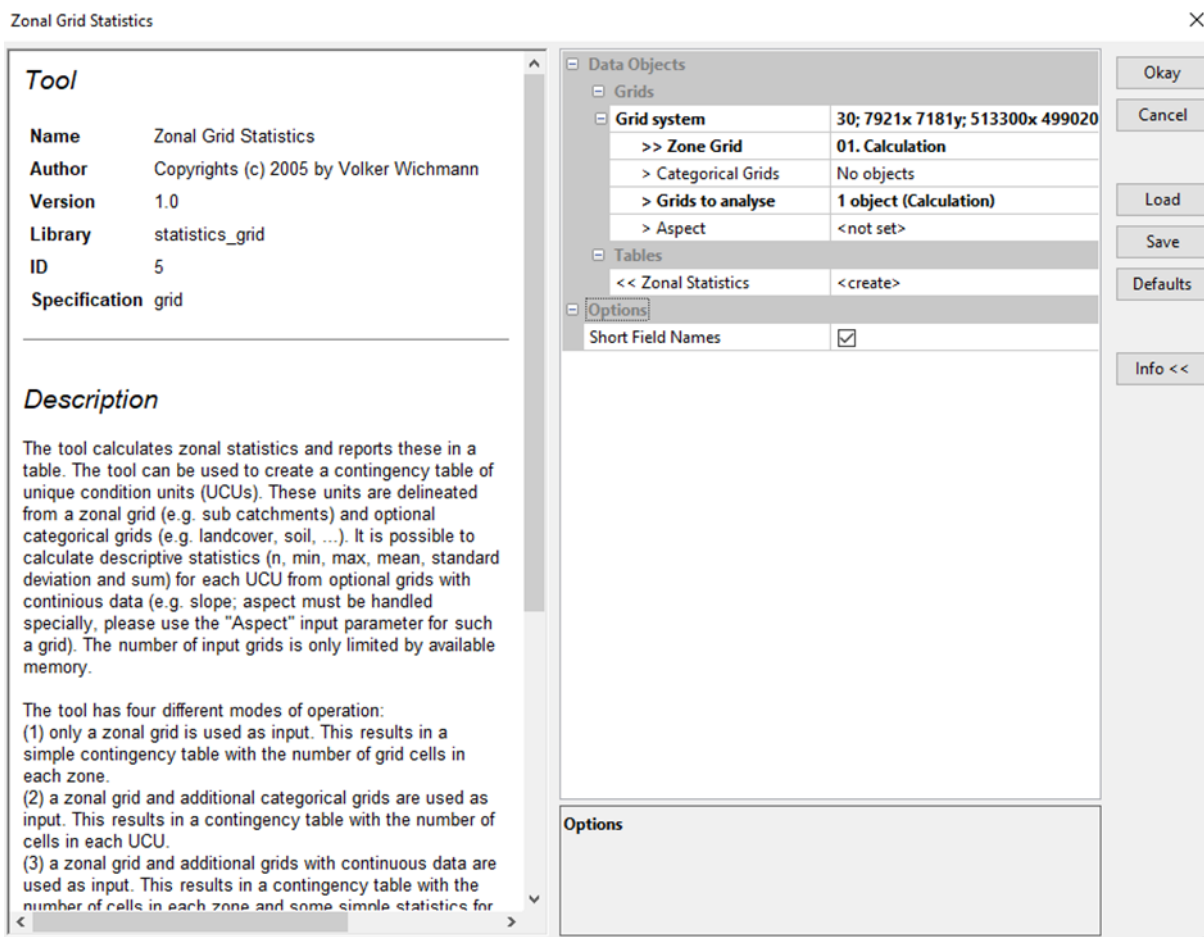 Zonal Grid Statistics
Tool
Name Zonal Grid Statistics
Author Copyrights (c) 2005 by Volker Wichmann
Version 1.0
Library statistics_grid
ID 5
Specification grid
Description
The tool calculates zonal statistics and reports these in a
table. The tool can be used to create a contingency table of
unique condition units (UCUs). These units are delineated
from a zonal grid (e.g. sub catchments) and optional
categorical grids (e.g. landcover, soil, ...). It is possible to
calculate descriptive statistics (n, min, max, mean, standard
deviation and sum) for each UCU from optional grids with
continious data (e.g. slope; aspect must be handled
specially, please use the "Aspect" input parameter for such
a grid). The number of input grids is only limited by available
memory.
The tool has four different modes of operation:
(1) only a zonal grid is used as input. This results in a
simple contingency table with the number of grid cells in
each zone.
(2) a zonal grid and additional categorical grids are used as
input. This results in a contingency table with the number of
cells in each UCU.
(3) a zonal grid and additional grids with continuous data are
used as input. This results in a contingency table with the
number of cells in each zone and some simple statistics for
Data Objects
Grids
Grid system 30; 7921x 7181y; 513300x 499020
>> Zone Grid 01. Calculation
> Categorical Grids No objects
> Grids to analyse 1 object (Calculation)
> Aspect <not set>
Tables
<< Zonal Statistics <create>
Options
Short Field Names
Options
Okay
Cancel
Load
Save
Defaults
Info <<